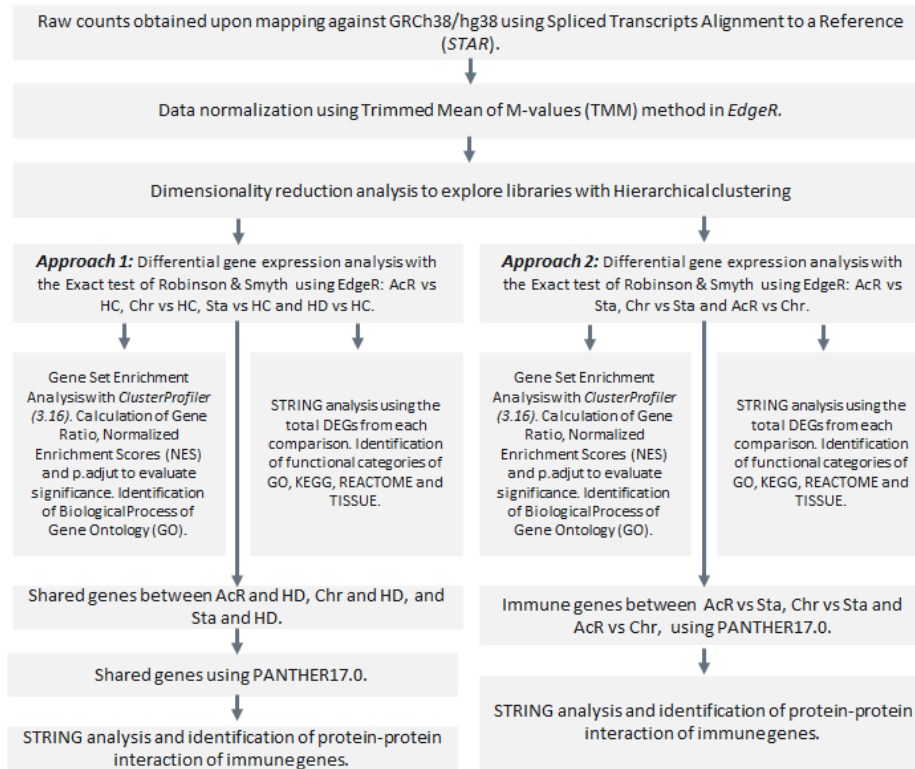 Raw counts obtained upon mapping against GRCh38/hg38 using Spliced Transcripts Alignment to a Reference
(STAR).
Data normalization using Trimmed Mean of M-values (TMM) method in EdgeR.
Dimensionality reduction analysis to explore libraries with Hierarchical clustering
Approach 1: Differential gene expression analysis with
the Exact test of Robinson & Smyth using EdgeR: AcR vs
HC, Chr vs HC, Sta vs HC and HD vs HC.
Gene Set Enrichment
Analysis with ClusterProfiler
(3.16). Calculation of Gene
Ratio, Normalized
Enrichment Scores (NES)
and p.adjut to evaluate
significance. Identification
of Biological Process of
Gene Ontology (GO).
STRING analysis using the
total DEGs from each
comparison. Identification
of functional categories of
GO, KEGG, REACTOME and
TISSUE.
Shared genes between AcR and HD, Chr and HD, and
Sta and HD.
Shared genes using PANTHER17.0.
STRING analysis and identification of protein-protein
interaction of immune genes.
Approach 2: Differential gene expression analysis with
the Exact test of Robinson & Smyth using EdgeR: AcR vs
Sta, Chr vs Sta and AcR vs Chr.
Gene Set Enrichment
Analysis with ClusterProfiler
(3.16). Calculation of Gene
Ratio, Normalized
Enrichment Scores (NES)
and p.adjut to evaluate
significance. Identification
of Biological Process of
Gene Ontology (GO).
STRING analysis using the
total DEGs from each
comparison. Identification
of functional categories of
GO, KEGG, REACTOME and
TISSUE.
Immune genes between AcR vs Sta, Chr vs Sta and
AcR vs Chr, using PANTHER17.0.
STRING analysis and identification of protein-protein
interaction of immune genes.